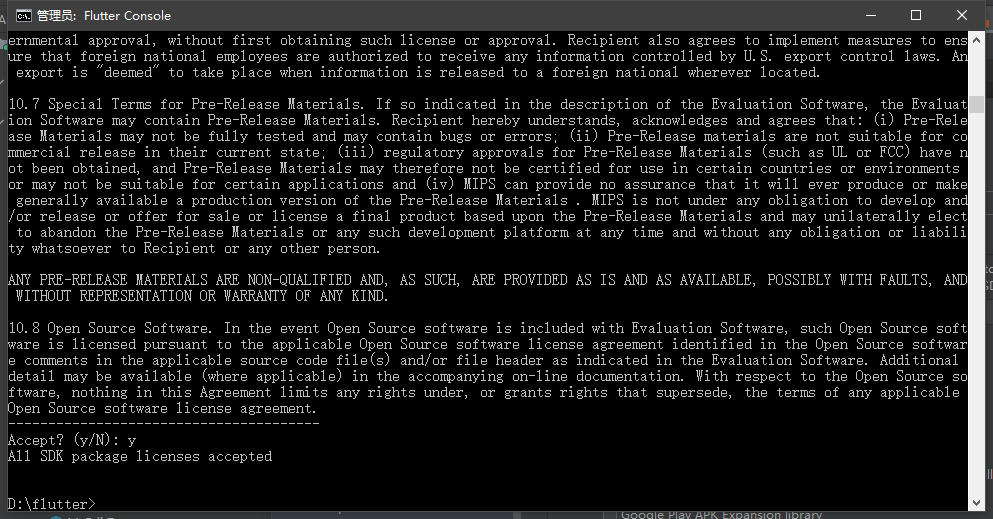 管理员: Flutter Console
ernmental approval, without first obtaining such license or approval. Recipient also agrees to implement measures to ens
ure that foreign national employees are authorized to receive any information controlled by U.S. export control laws. An
export is "deemed" to take place when information is released to a foreign national wherever located.
10.7 Special Terms for Pre-Release Materials. If so indicated in the description of the Evaluation Software, the Evaluat
ion Software may contain Pre-Release Materials. Recipient hereby understands, acknowledges and agrees that: (i) Pre-Rele
ase Materials may not be fully tested and may contain bugs or errors; (ii) Pre-Release materials are not suitable for co
mmercial release in their current state; (iii) regulatory approvals for Pre-Release Materials (such as UL or FCC) have n
ot been obtained, and Pre-Release Materials may therefore not be certified for use in certain countries or environments
or may not be suitable for certain applications and (iv) MIPS can provide no assurance that it will ever produce or make
generally available a production version of the Pre-Release Materials . MIPS is not under any obligation to develop and
/or release or offer for sale or license a final product based upon the Pre-Release Materials and may unilaterally elect
to abandon the Pre-Release Materials or any such development platform at any time and without any obligation or liabili
ty whatsoever to Recipient or any other person.
ANY PRE-RELEASE MATERIALS ARE NON-QUALIFIED AND, AS SUCH, ARE PROVIDED AS IS AND AS AVAILABLE, POSSIBLY WITH FAULTS, AND
WITHOUT REPRESENTATION OR WARRANTY OF ANY KIND.
10.8 Open Source Software. In the event Open Source software is included with Evaluation Software, such Open Source soft
ware is licensed pursuant to the applicable Open Source software license agreement identified in the Open Source softwar
e comments in the applicable source code file(s) and/or file header as indicated in the Evaluation Software. Additional
detail may be available (where applicable) in the accompanying on-line documentation. With respect to the Open Source so
ftware, nothing in this Agreement limits any rights under, or grants rights that supersede, the terms of any applicable
Open Source software license agreement.
---------------------------------------
Accept? (y/N): y
All SDK package licenses accepted
D:\flutter>
Google Play APK Expansion library